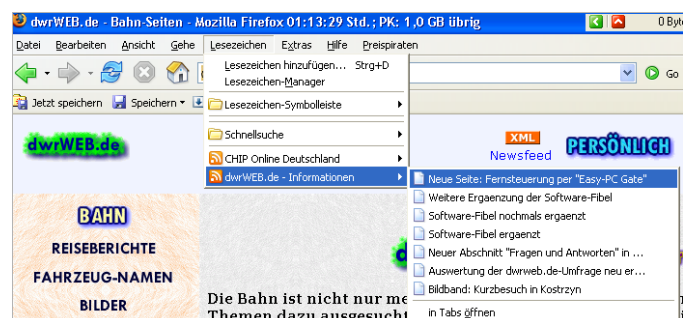 dwrWEB.de - Bahn-Seiten - Mozilla Firefox 01:13:29 Std.; PK: 1,0 GB übrig 0 Byt
Datei Bearbeiten Ansicht Gehe Lesezeichen Extras Hilfe Preispiraten
Lesezeichen hinzufügen... Strg+D
Go
Lesezeichen-Manager
Jetzt speichern Speichern
Lesezeichen-Symbolleiste
Schnellsuche
dwrWEB.de
XML
Newsfeed
PERSÖNLICH
CHIP Online Deutschland
dwrWEB.de - Informationen
Neue Seite: Fernsteuerung per "Easy-PC Gate"
Weitere Ergaenzung der Software-Fibel
Software-Fibel nochmals ergaenzt
Software-Fibel ergaenzt
Neuer Abschnitt "Fragen und Antworten" in ...
Auswertung der dwrweb.de-Umfrage neu er...
Bildband: Kurzbesuch in Kostrzyn
in Tabs öffnen
BAHN
REISEBERICHTE
FAHRZEUG-NAMEN
BILDER
Die Bahn ist nicht nur me
Themen dazu ausgesucht